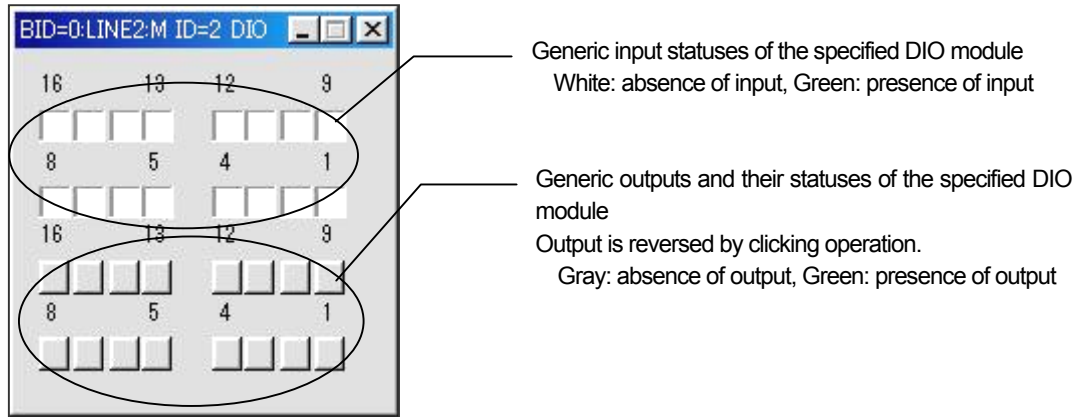 BID=0:LINE2:M ID=2 DIO
16 13 12 9
8 5 4 1
16 13 12 9
8 5 4 1
Generic input statuses of the specified DIO module
White: absence of input, Green: presence of input
Generic outputs and their statuses of the specified DIO
module
Output is reversed by clicking operation.
Gray: absence of output, Green: presence of output